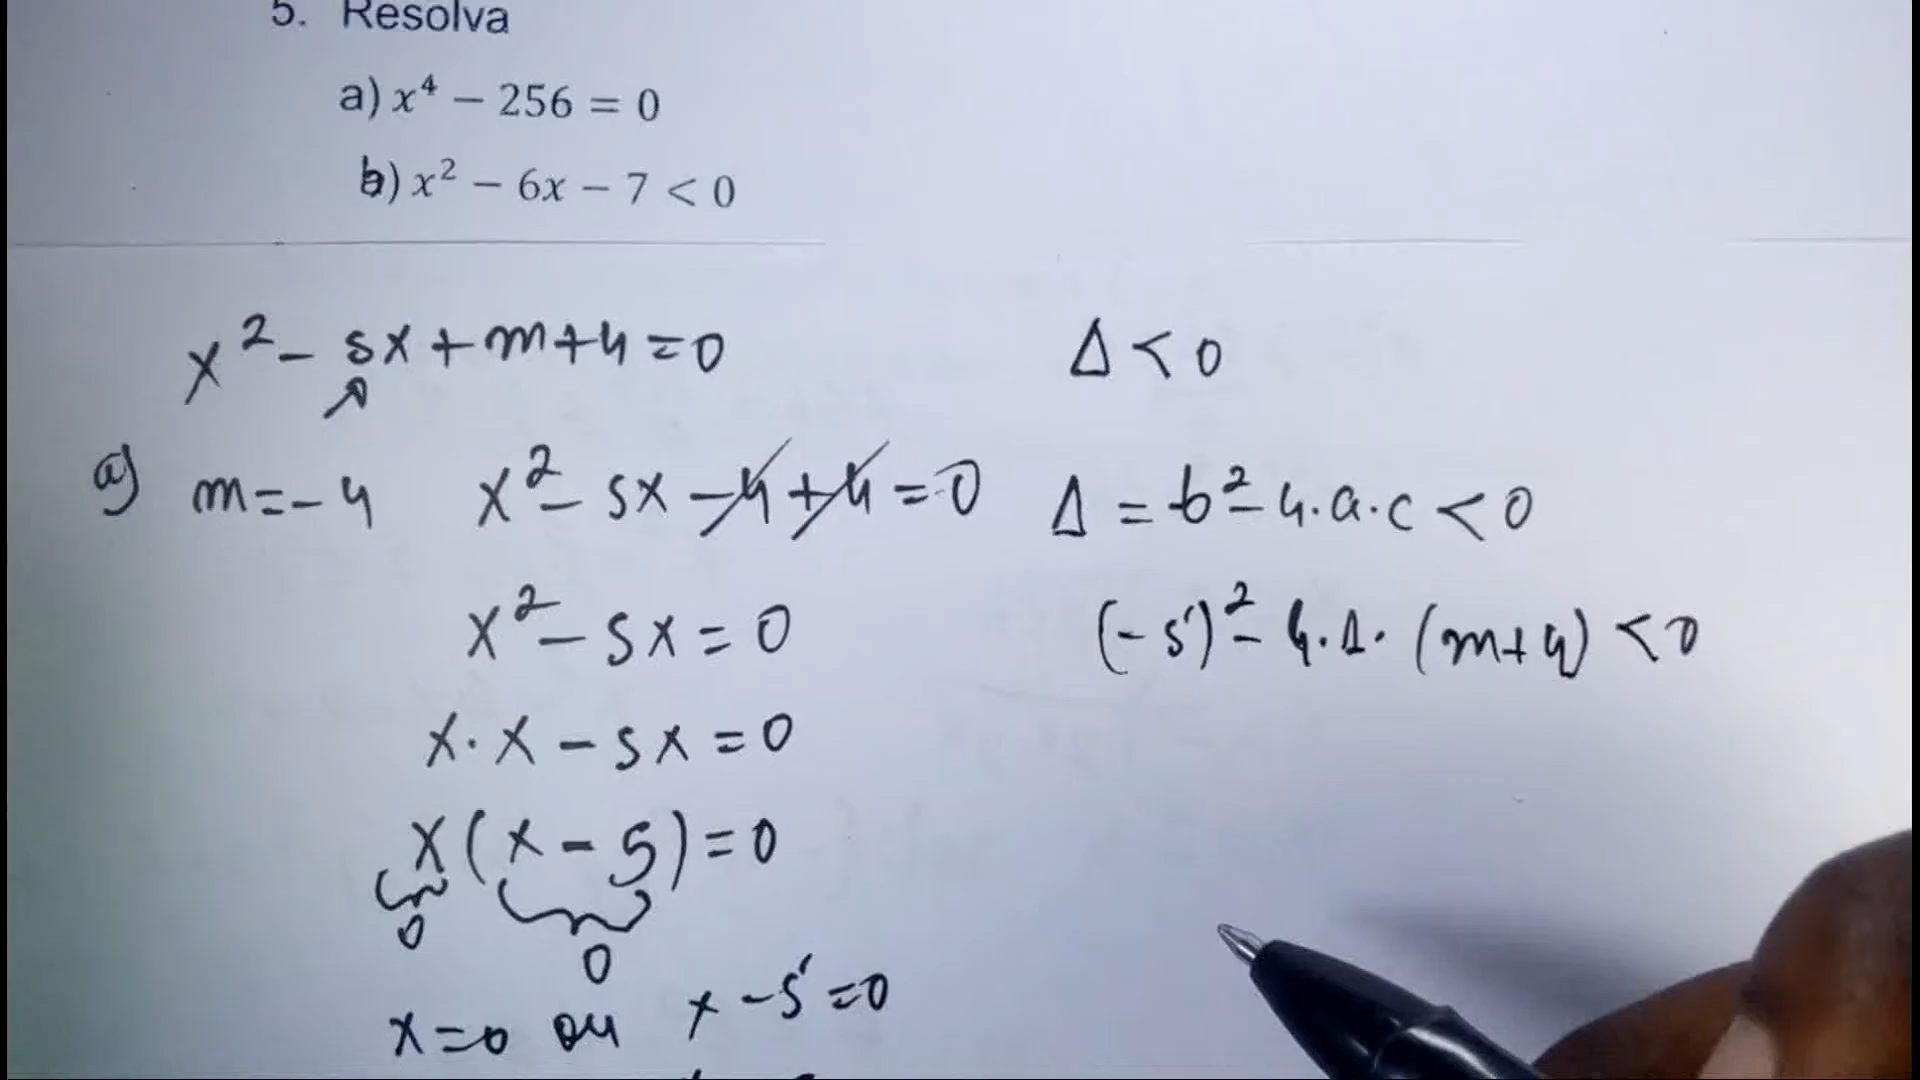 5. Resolva
a) x⁴ − 256 = 0
b) x² − 6x − 7 < 0
x² − 5x + m + 4 = 0
Δ < 0
a) m = −4
x² − 5x − 4 + 4 = 0
Δ = b² − 4.a.c < 0
x² − 5x = 0
(−5)² − 4.1.(m+4) < 0
x.x − 5x = 0
x(x − 5) = 0
0
0
x = 0 ou x − 5 = 0